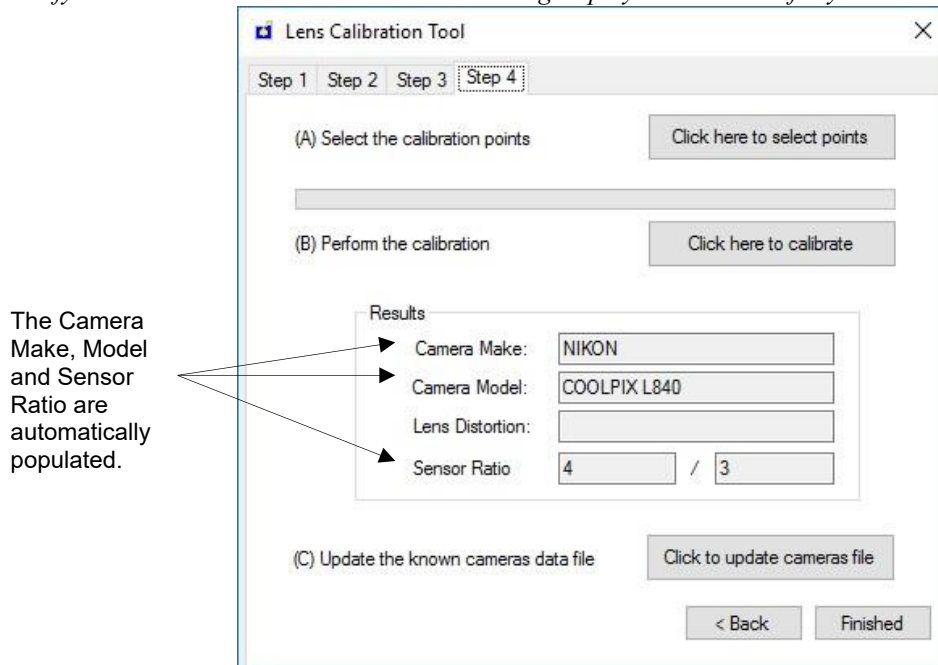 Lens Calibration Tool
Step 1 Step 2 Step 3 Step 4
(A) Select the calibration points
Click here to select points
(B) Perform the calibration
Click here to calibrate
Results
Camera Make: NIKON
Camera Model: COOLPIX L840
Lens Distortion:
Sensor Ratio 4 / 3
The Camera
Make, Model
and Sensor
Ratio are
automatically
populated.
(C) Update the known cameras data file
Click to update cameras file
< Back Finished